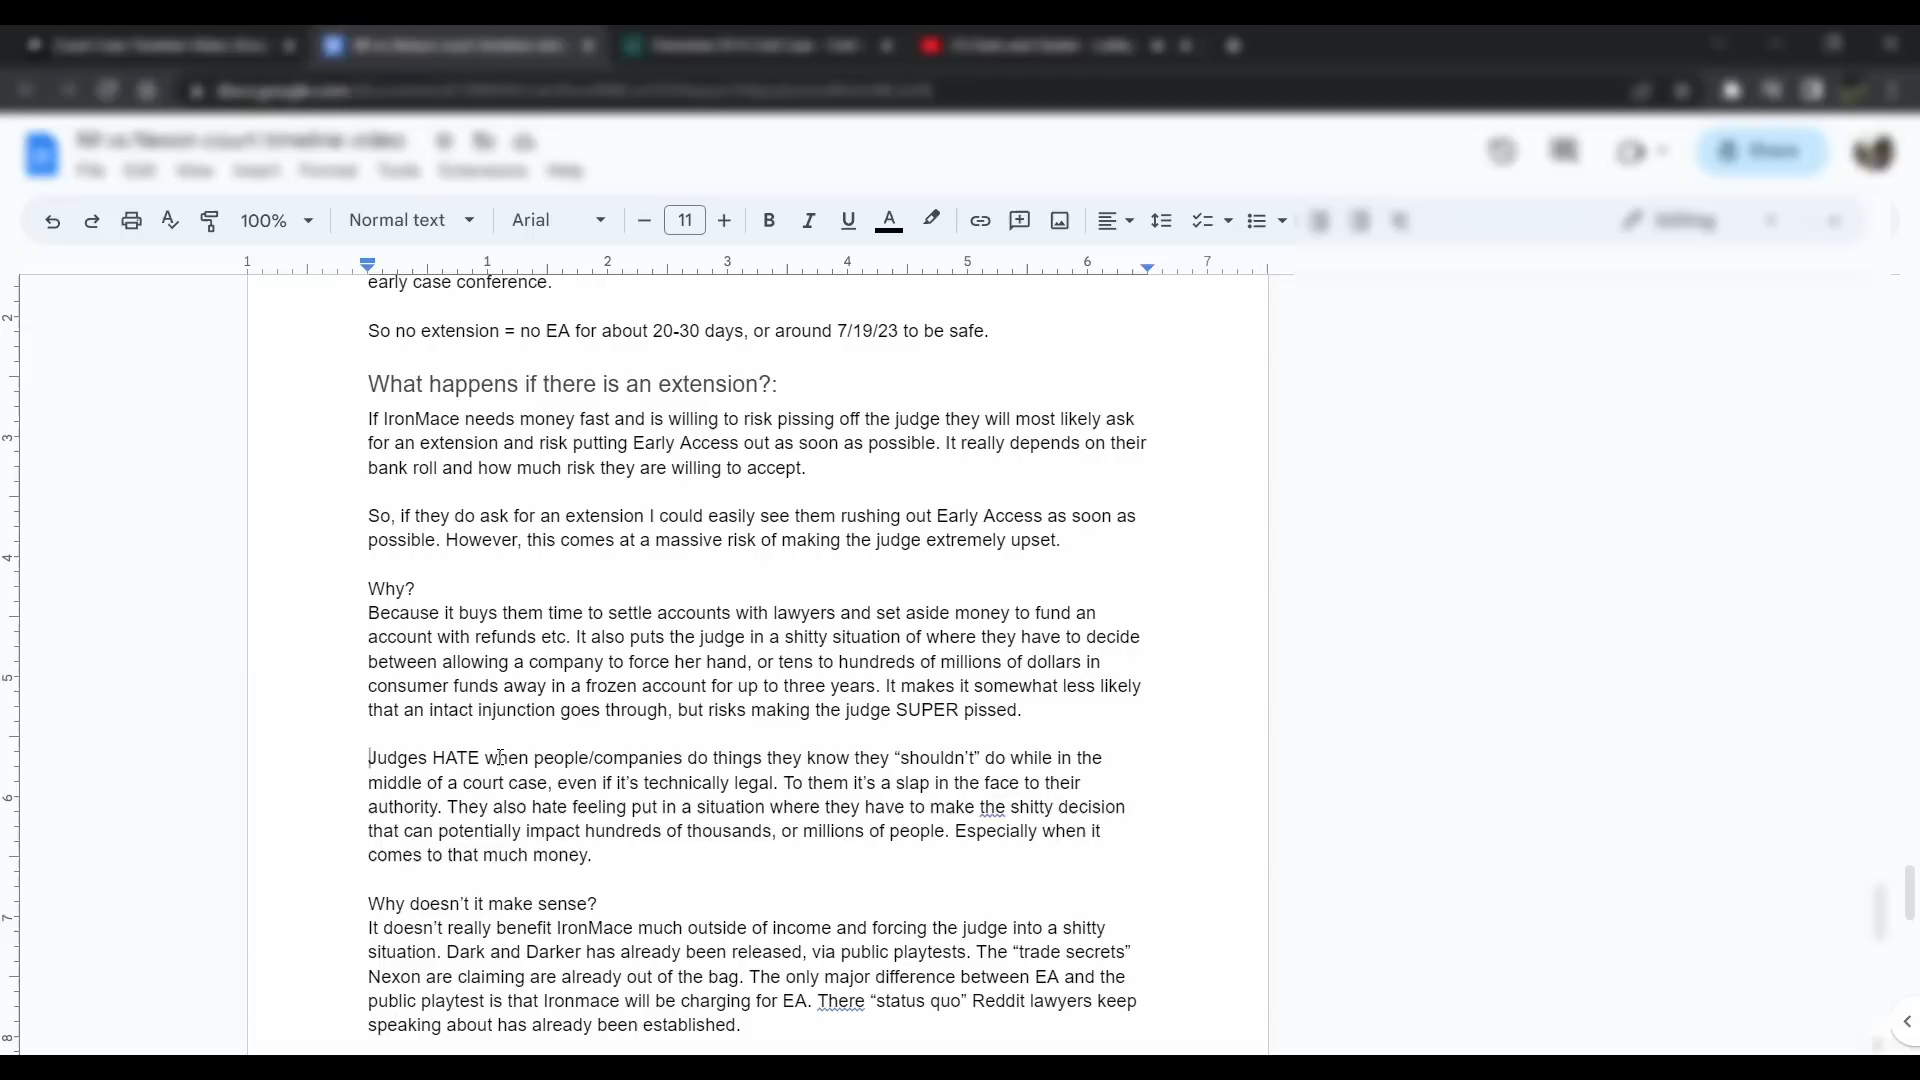 100% Normal text Arial 11
1 1 2 3 4 5 6 7
early case conference.
So no extension = no EA for about 20-30 days, or around 7/19/23 to be safe.
What happens if there is an extension?:
If IronMace needs money fast and is willing to risk pissing off the judge they will most likely ask
for an extension and risk putting Early Access out as soon as possible. It really depends on their
bank roll and how much risk they are willing to accept.
So, if they do ask for an extension I could easily see them rushing out Early Access as soon as
possible. However, this comes at a massive risk of making the judge extremely upset.
Why?
Because it buys them time to settle accounts with lawyers and set aside money to fund an
account with refunds etc. It also puts the judge in a shitty situation of where they have to decide
between allowing a company to force her hand, or tens to hundreds of millions of dollars in
consumer funds away in a frozen account for up to three years. It makes it somewhat less likely
that an intact injunction goes through, but risks making the judge SUPER pissed.
Judges HATE when people/companies do things they know they “shouldn’t” do while in the
middle of a court case, even if it’s technically legal. To them it’s a slap in the face to their
authority. They also hate feeling put in a situation where they have to make the shitty decision
that can potentially impact hundreds of thousands, or millions of people. Especially when it
comes to that much money.
Why doesn’t it make sense?
It doesn’t really benefit IronMace much outside of income and forcing the judge into a shitty
situation. Dark and Darker has already been released, via public playtests. The “trade secrets”
Nexon are claiming are already out of the bag. The only major difference between EA and the
public playtest is that Ironmace will be charging for EA. There “status quo” Reddit lawyers keep
speaking about has already been established.
2
3
4
5
6
7
8